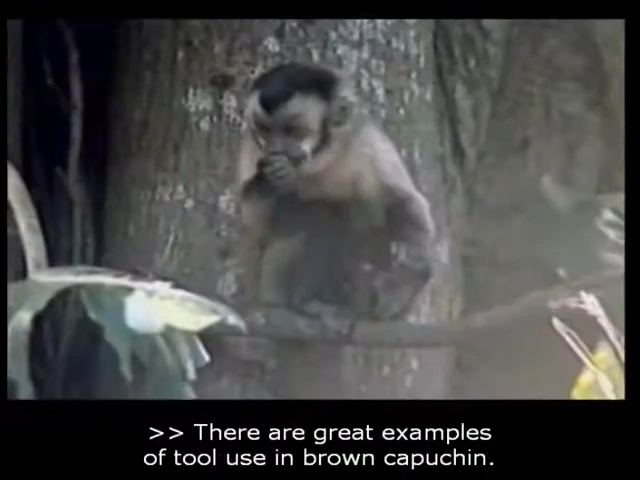 >> There are great examples
of tool use in brown capuchin.